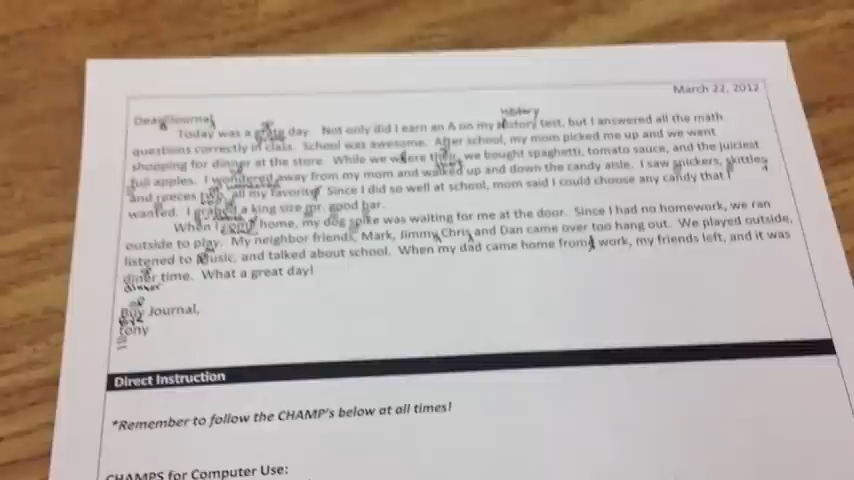 March 22, 2012
Dear Journal,
history
Today was a grate day. Not only did I earn an A on my history test, but I answered all the math
questions correctly in class. School was awesome. After school, my mom picked me up and we went
shopping for dinner at the store. While we where their, we bought spaghetti, tomato sauce, and the juiciest
fuji apples. I wondered away from my mom and walked up and down the candy aisle. I saw snickers, skittles
and reeces two, all my favorite! Since I did so well at school, mom said I could choose any candy that I
wanted. I grabed a king size mr. good bar.
When I home, my dog spike was waiting for me at the door. Since I had no homework, we ran
outside to play. My neighbor friends, Mark, Jimmy Chris and Dan came over too hang out. We played outside,
listened to Music, and talked about school. When my dad came home from work, my friends left, and it was
diner time. What a great day!
dinner
Buy Journal,
bye
tony
Direct Instruction
*Remember to follow the CHAMP's below at all times!
CHAMPS for Computer Use: